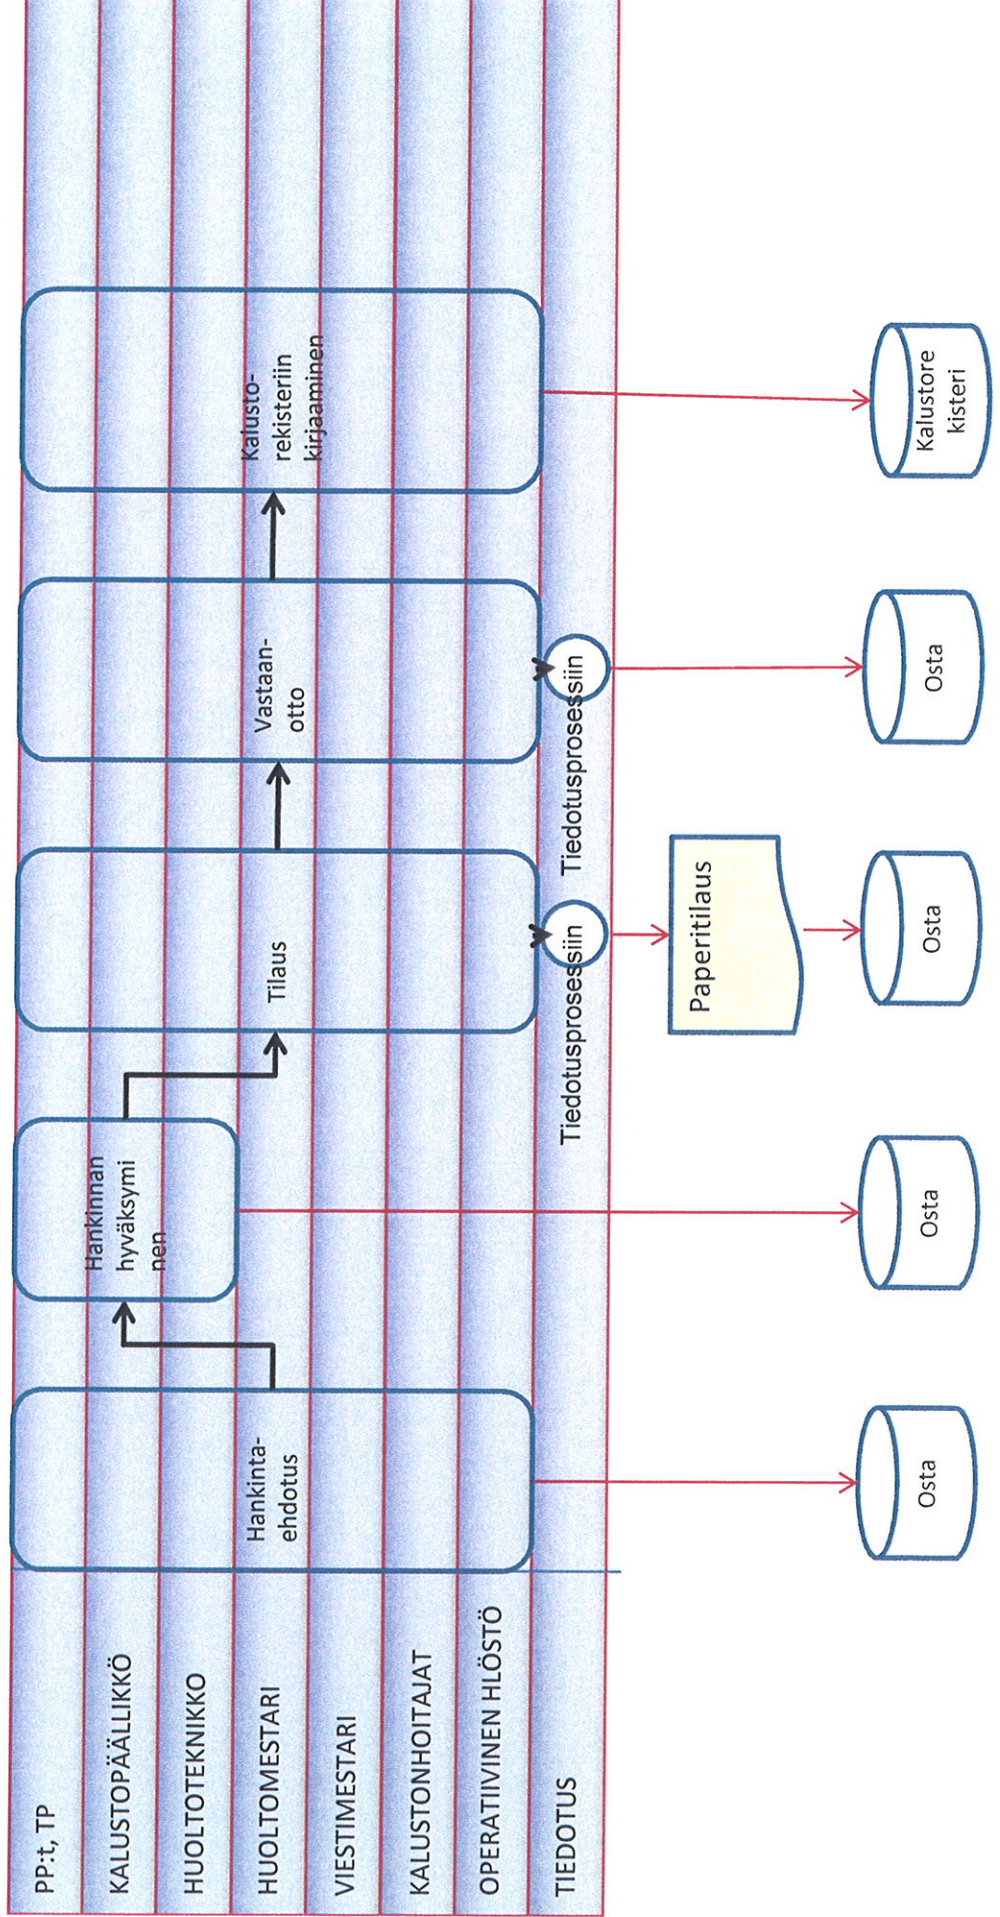 PP:t, TP
KALUSTOPÄÄLLIKKÖ
HUOLTOTEKNIKKO
HUOLTOMESTARI
VIESTIMESTARI
KALUSTONHOITAJAT
OPERATIIVINEN HLÖSTÖ
TIEDOTUS
Hankinta-
ehdotus
Hankinnan
hyväksymi
nen
Tilaus
Vastaan-
otto
Kalusto-
rekisteriin
kirjaaminen
Tiedotusprosessiin
Tiedotusprosessiin
Paperitilaus
Osta
Osta
Osta
Osta
Kalustore
kisteri